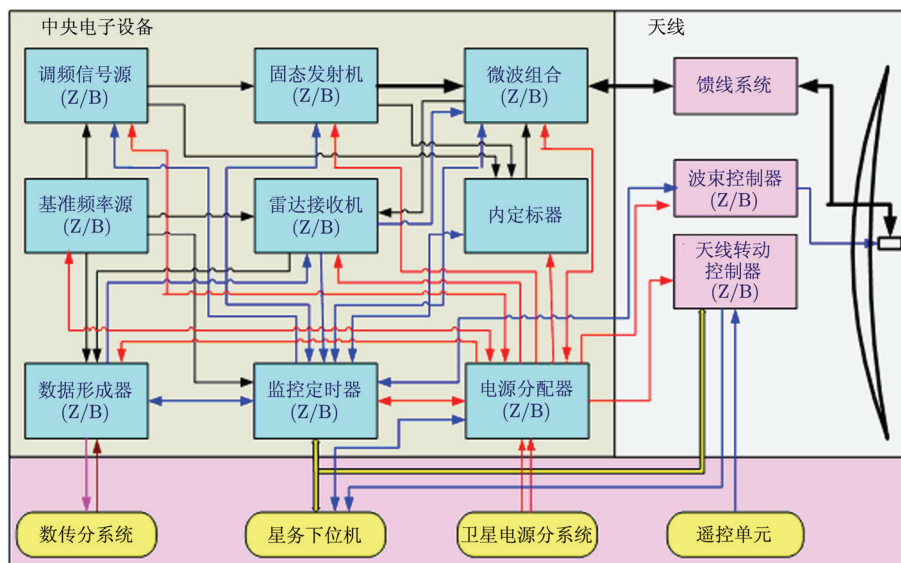 中央电子设备
天线
调频信号源
(Z/B)
固态发射机
(Z/B)
微波组合
(Z/B)
馈线系统
基准频率源
(Z/B)
雷达接收机
(Z/B)
内定标器
波束控制器
(Z/B)
天线转动
控制器
(Z/B)
数据形成器
(Z/B)
监控定时器
(Z/B)
电源分配器
(Z/B)
数传分系统
星务下位机
卫星电源分系统
遥控单元